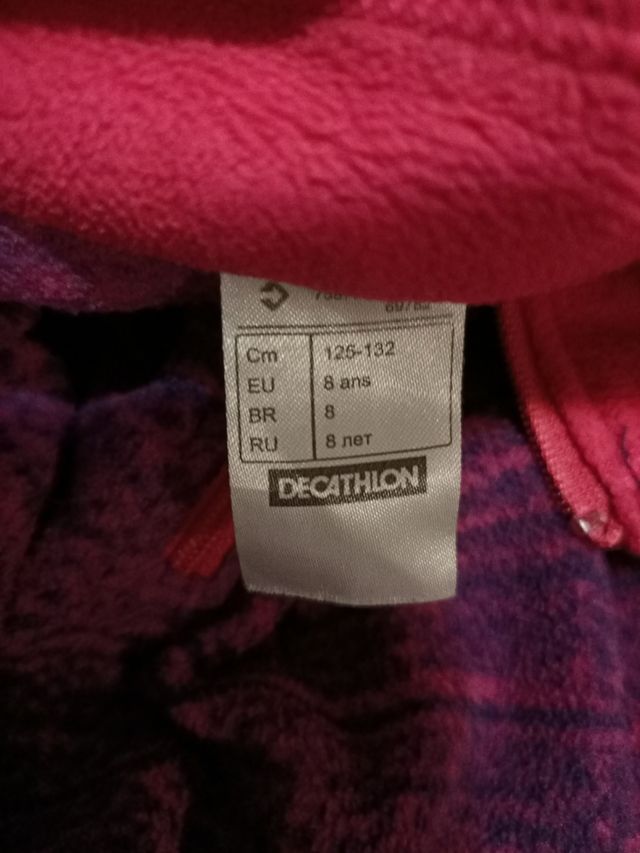 Cm 125-132
EU 8 ans
BR 8
RU 8 лет
DECATHLON